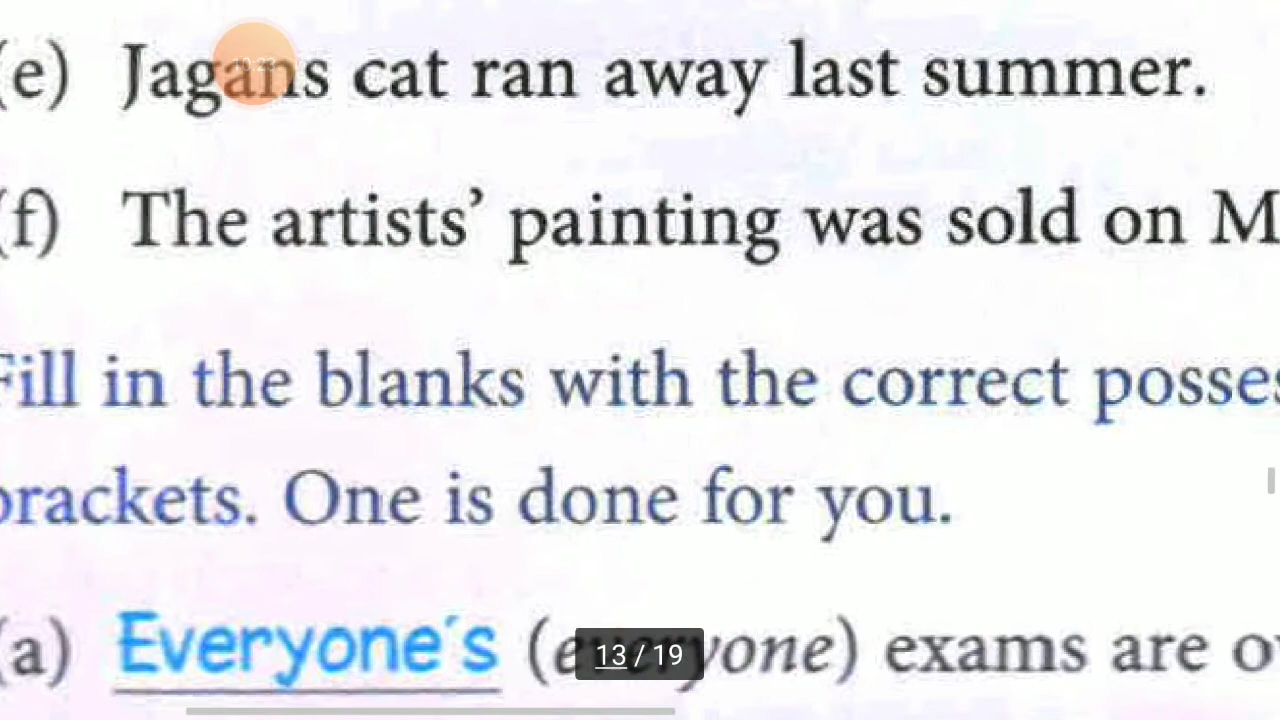 (e) Jagans cat ran away last summer.
(f) The artists' painting was sold on M
Fill in the blanks with the correct posses
brackets. One is done for you.
(a) Everyone's (everyone) exams are ov
13 / 19